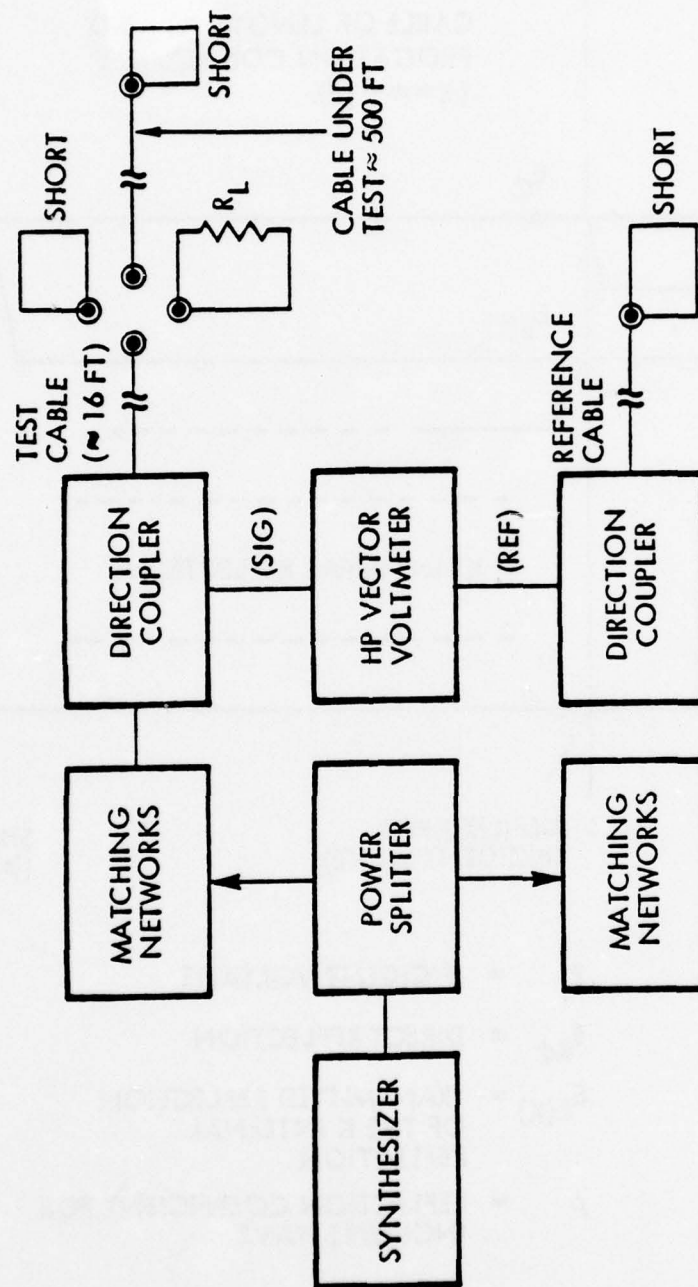 SYNTHESIZER
MATCHING
NETWORKS
POWER
SPLITTER
MATCHING
NETWORKS
DIRECTION
COUPLER
(SIG)
HP VECTOR
VOLTMETER
(REF)
DIRECTION
COUPLER
TEST
CABLE
(≈ 16 FT)
SHORT
R_L
CABLE UNDER
TEST ≈ 500 FT
SHORT
REFERENCE
CABLE
SHORT